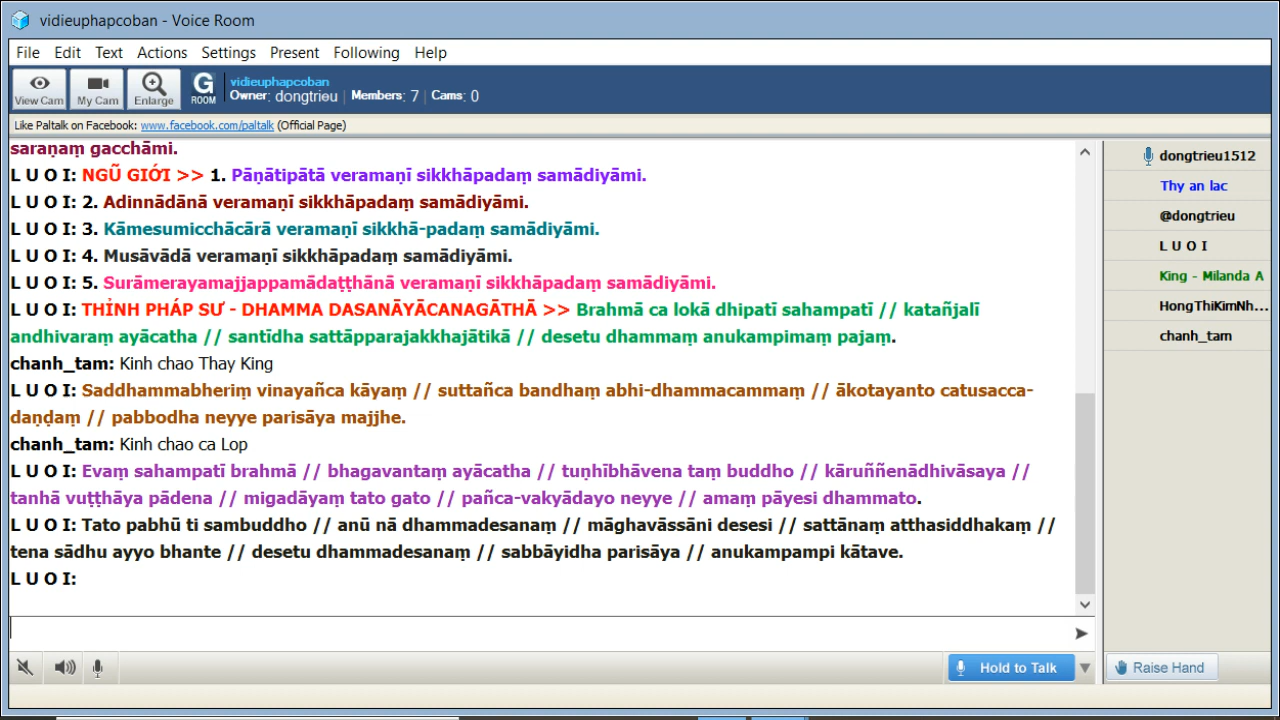 vidieuphapcoban - Voice Room
File Edit Text Actions Settings Present Following Help
View Cam My Cam Enlarge G ROOM
vidieuphapcoban
Owner: dongtrieu | Members: 7 | Cams: 0
Like Paltalk on Facebook: www.facebook.com/paltalk (Official Page)
saraṇaṃ gacchāmi.
L U O I: NGŨ GIỚI >> 1. Pāṇātipātā veramaṇī sikkhāpadaṃ samādiyāmi.
L U O I: 2. Adinnādānā veramaṇī sikkhāpadaṃ samādiyāmi.
L U O I: 3. Kāmesumicchācārā veramaṇī sikkhā-padaṃ samādiyāmi.
L U O I: 4. Musāvādā veramaṇī sikkhāpadaṃ samādiyāmi.
L U O I: 5. Surāmerayamajjappamādaṭṭhānā veramaṇī sikkhāpadaṃ samādiyāmi.
L U O I: THỈNH PHÁP SƯ - DHAMMA DASANĀYĀCANAGĀTHĀ >> Brahmā ca lokā dhipatī sahampatī // katañjalī
andhivaraṃ ayācatha // santīdha sattāpparajakkhajātikā // desetu dhammaṃ anukampimaṃ pajaṃ.
chanh_tam: Kinh chao Thay King
L U O I: Saddhammabheriṃ vinayañca kāyaṃ // suttañca bandhaṃ abhi-dhammacammaṃ // ākotayanto catusacca-
daṇḍaṃ // pabbodha neyye parisāya majjhe.
chanh_tam: Kinh chao ca Lop
L U O I: Evaṃ sahampatī brahmā // bhagavantaṃ ayācatha // tuṇhībhāvena taṃ buddho // kāruññenādhivāsaya //
tanhā vuṭṭhāya pādena // migadāyaṃ tato gato // pañca-vakyādayo neyye // amaṃ pāyesi dhammato.
L U O I: Tato pabhū ti sambuddho // anū nā dhammadesanaṃ // māghavāssāni desesi // sattānaṃ atthasiddhakaṃ //
tena sādhu ayyo bhante // desetu dhammadesanaṃ // sabbāyidha parisāya // anukampampi kātave.
L U O I:
dongtrieu1512
Thy an lac
@dongtrieu
L U O I
King - Milanda A
HongThiKimNh...
chanh_tam
Hold to Talk
Raise Hand